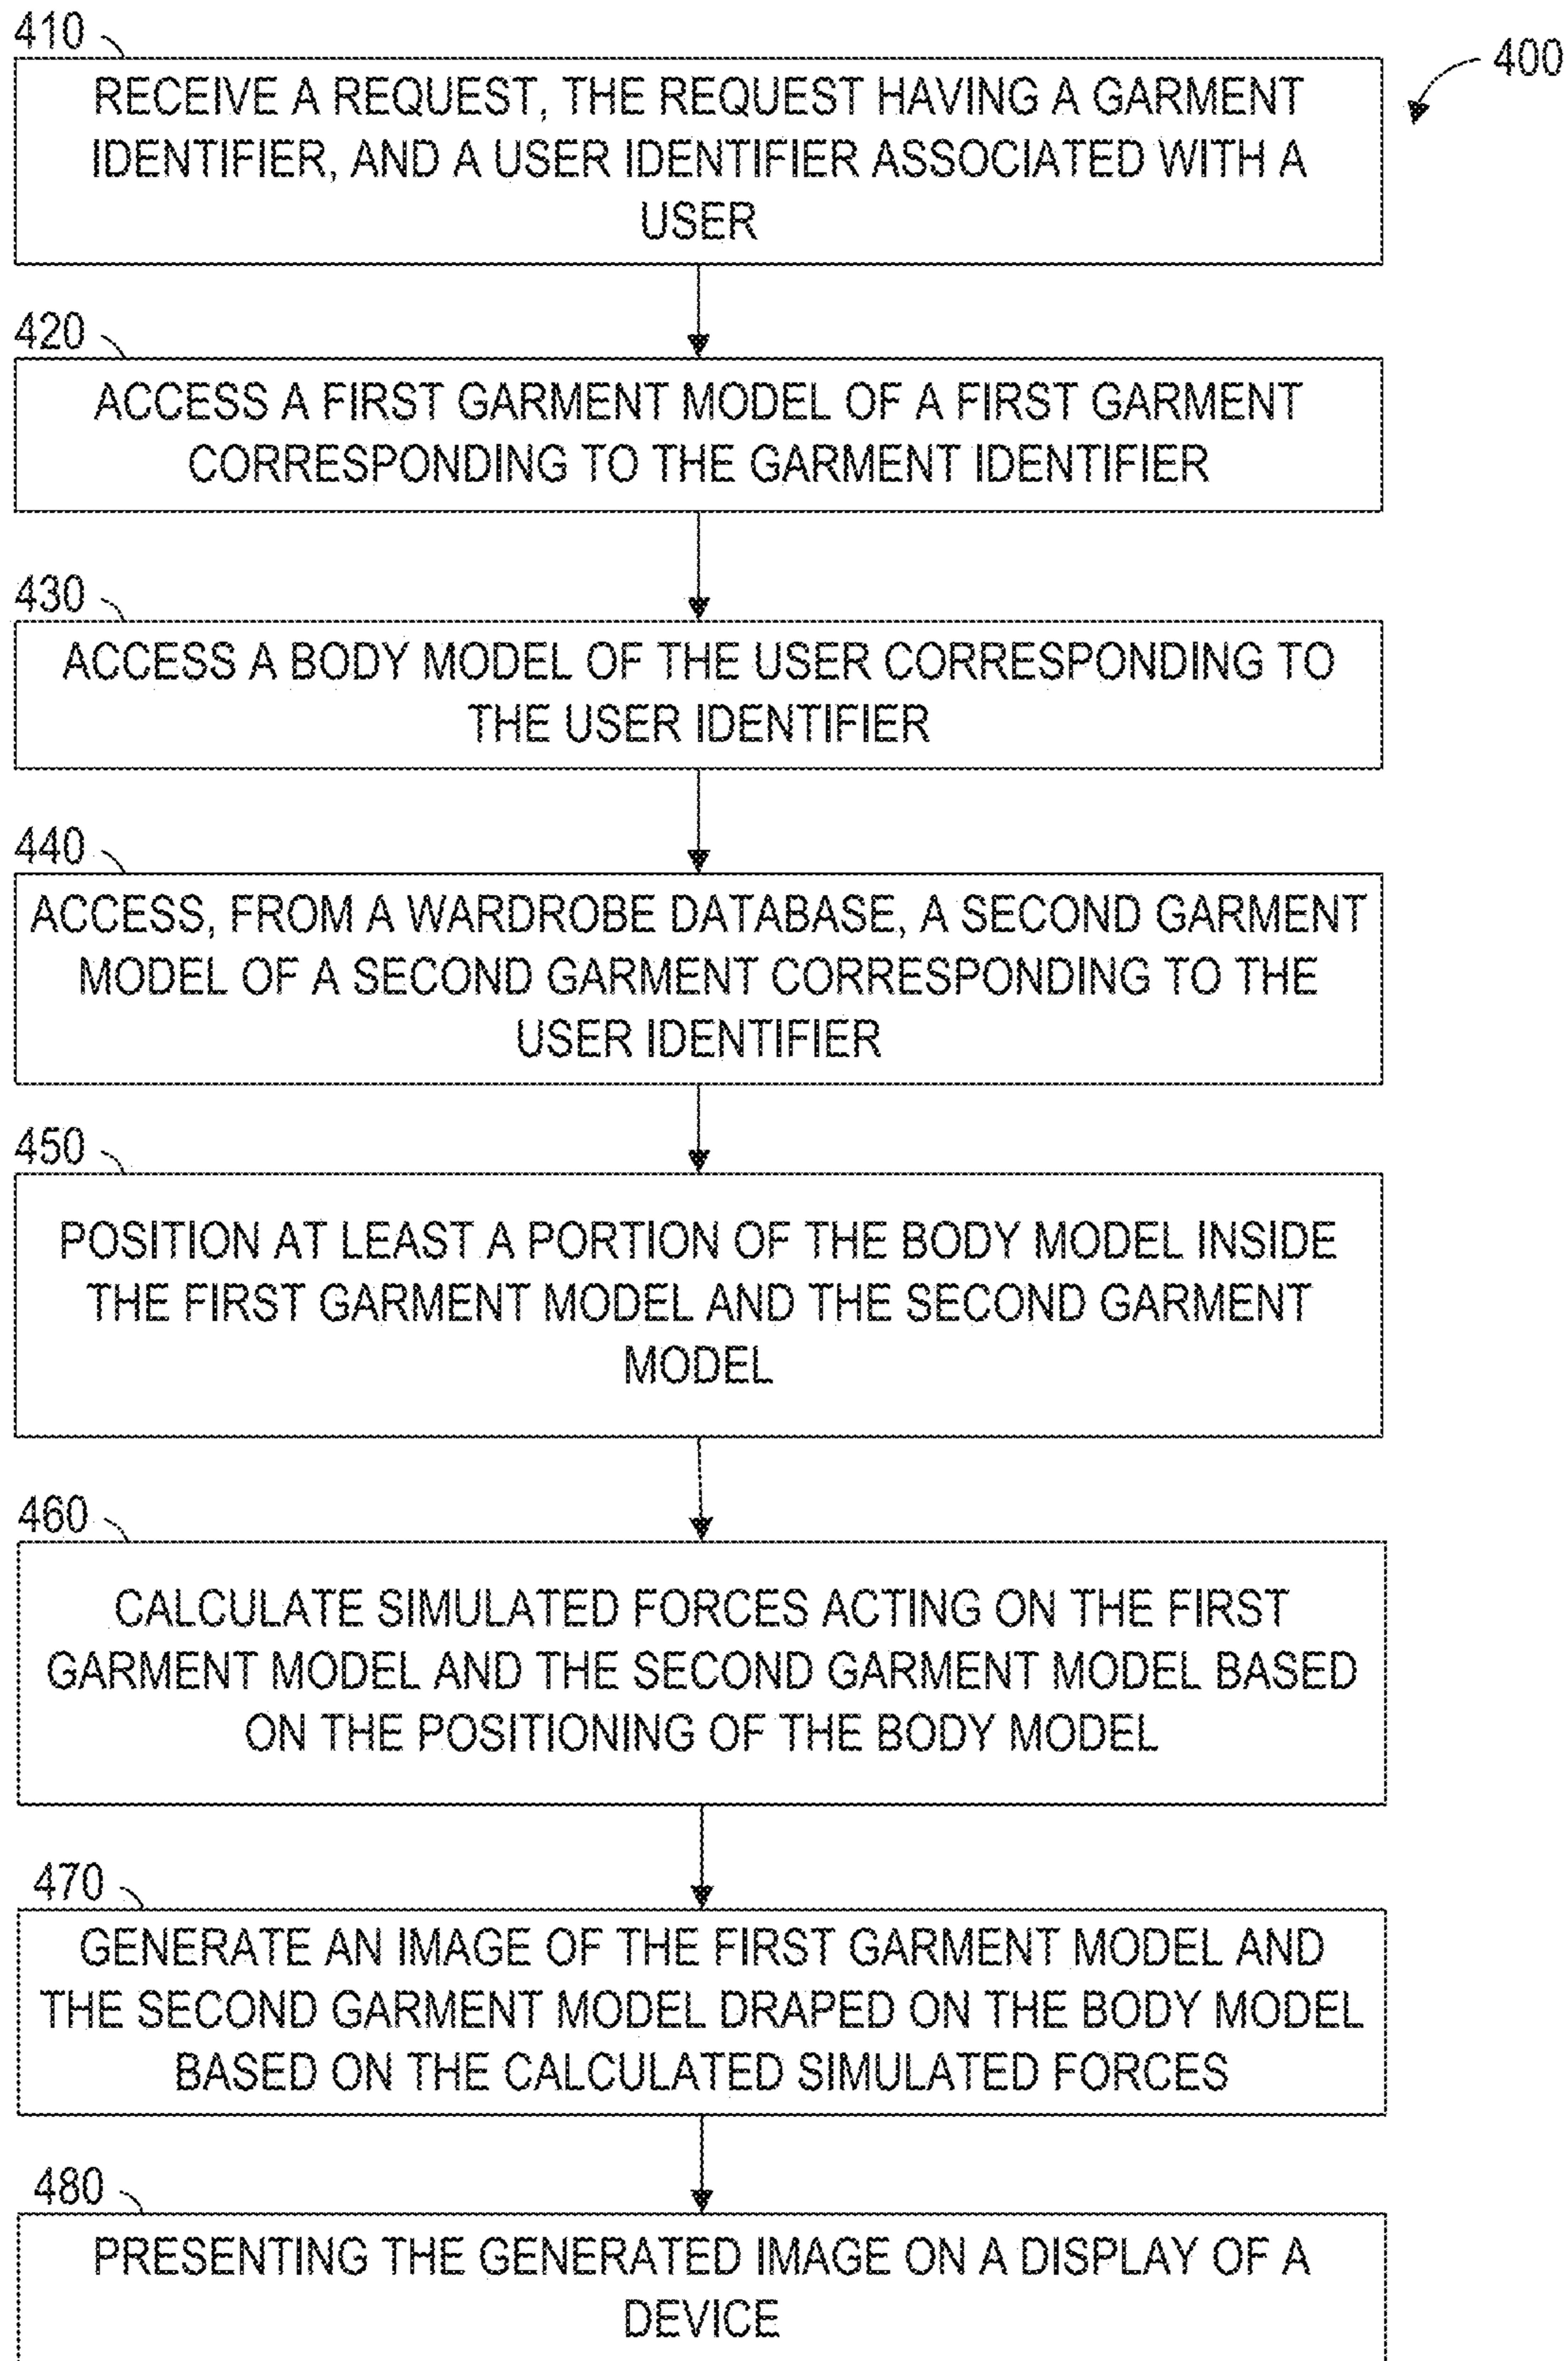 410
400
RECEIVE A REQUEST, THE REQUEST HAVING A GARMENT
IDENTIFIER, AND A USER IDENTIFIER ASSOCIATED WITH A
USER
420
ACCESS A FIRST GARMENT MODEL OF A FIRST GARMENT
CORRESPONDING TO THE GARMENT IDENTIFIER
430
ACCESS A BODY MODEL OF THE USER CORRESPONDING TO
THE USER IDENTIFIER
440
ACCESS, FROM A WARDROBE DATABASE, A SECOND GARMENT
MODEL OF A SECOND GARMENT CORRESPONDING TO THE
USER IDENTIFIER
450
POSITION AT LEAST A PORTION OF THE BODY MODEL INSIDE
THE FIRST GARMENT MODEL AND THE SECOND GARMENT
MODEL
460
CALCULATE SIMULATED FORCES ACTING ON THE FIRST
GARMENT MODEL AND THE SECOND GARMENT MODEL BASED
ON THE POSITIONING OF THE BODY MODEL
470
GENERATE AN IMAGE OF THE FIRST GARMENT MODEL AND
THE SECOND GARMENT MODEL DRAPED ON THE BODY MODEL
BASED ON THE CALCULATED SIMULATED FORCES
480
PRESENTING THE GENERATED IMAGE ON A DISPLAY OF A
DEVICE